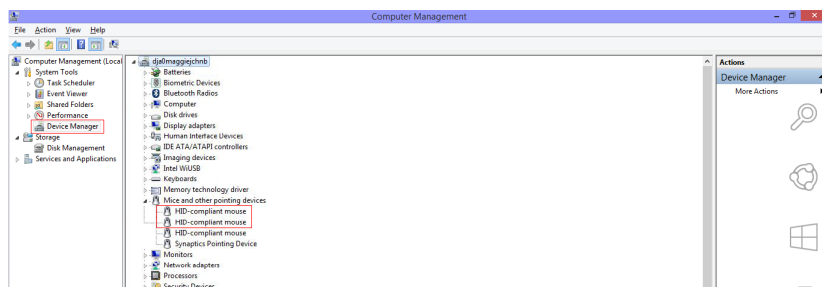 Computer Management
File Action View Help
Computer Management (Local
System Tools
Task Scheduler
Event Viewer
Shared Folders
Performance
Device Manager
Storage
Disk Management
Services and Applications
dja0maggiejchnb
Batteries
Biometric Devices
Bluetooth Radios
Computer
Disk drives
Display adapters
Human Interface Devices
IDE ATA/ATAPI controllers
Imaging devices
Intel WiUSB
Keyboards
Memory technology driver
Mice and other pointing devices
HID-compliant mouse
HID-compliant mouse
HID-compliant mouse
Synaptics Pointing Device
Monitors
Network adapters
Processors
Security Devices
Actions
Device Manager
More Actions